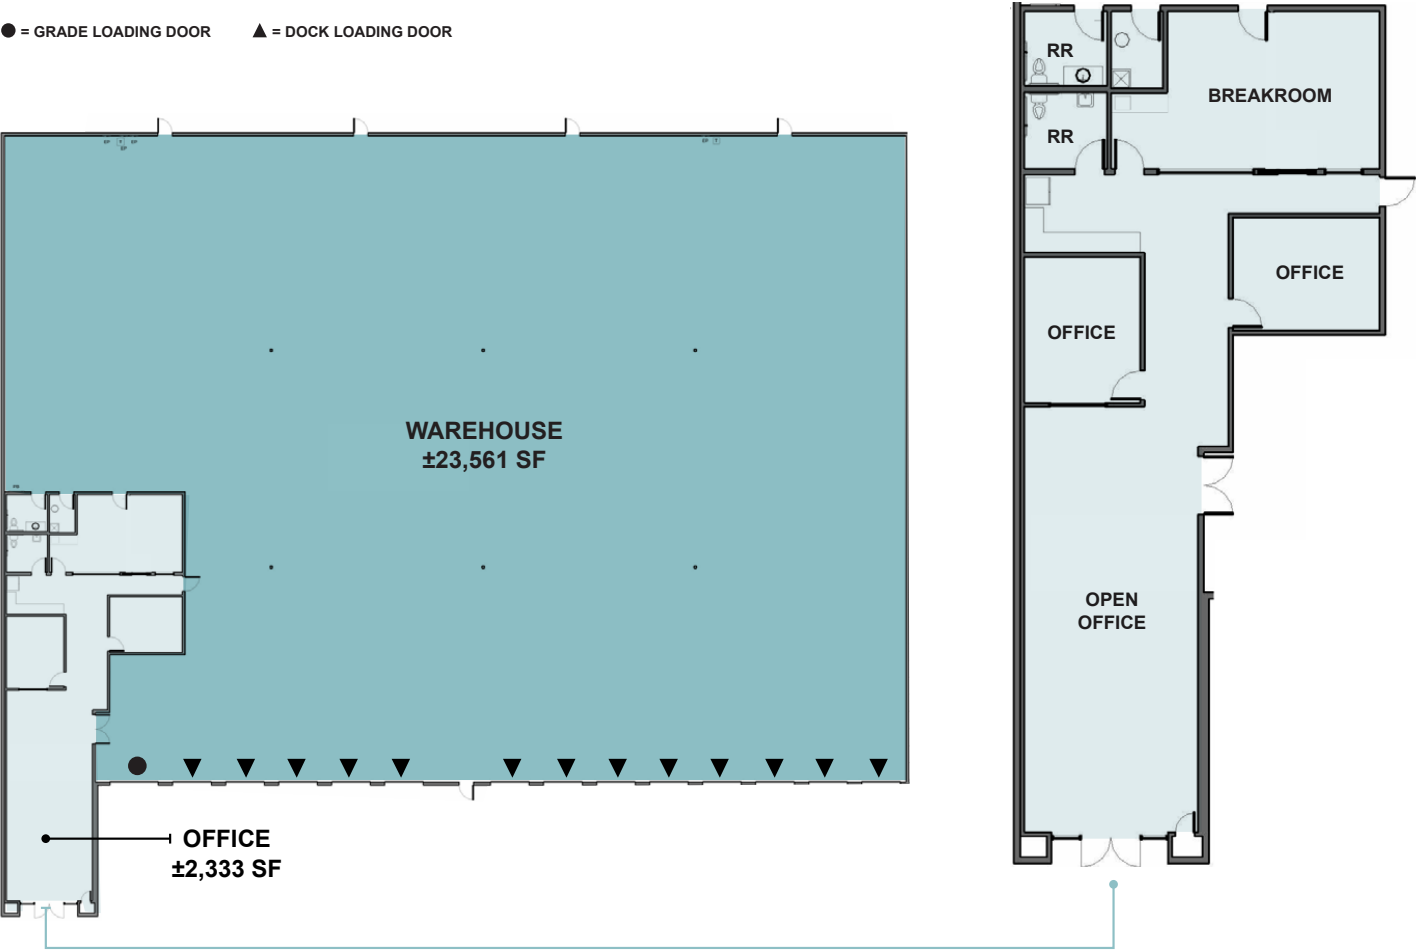 = GRADE LOADING DOOR
= DOCK LOADING DOOR
WAREHOUSE
±23,561 SF
OFFICE
±2,333 SF
RR
BREAKROOM
RR
OFFICE
OFFICE
OPEN
OFFICE